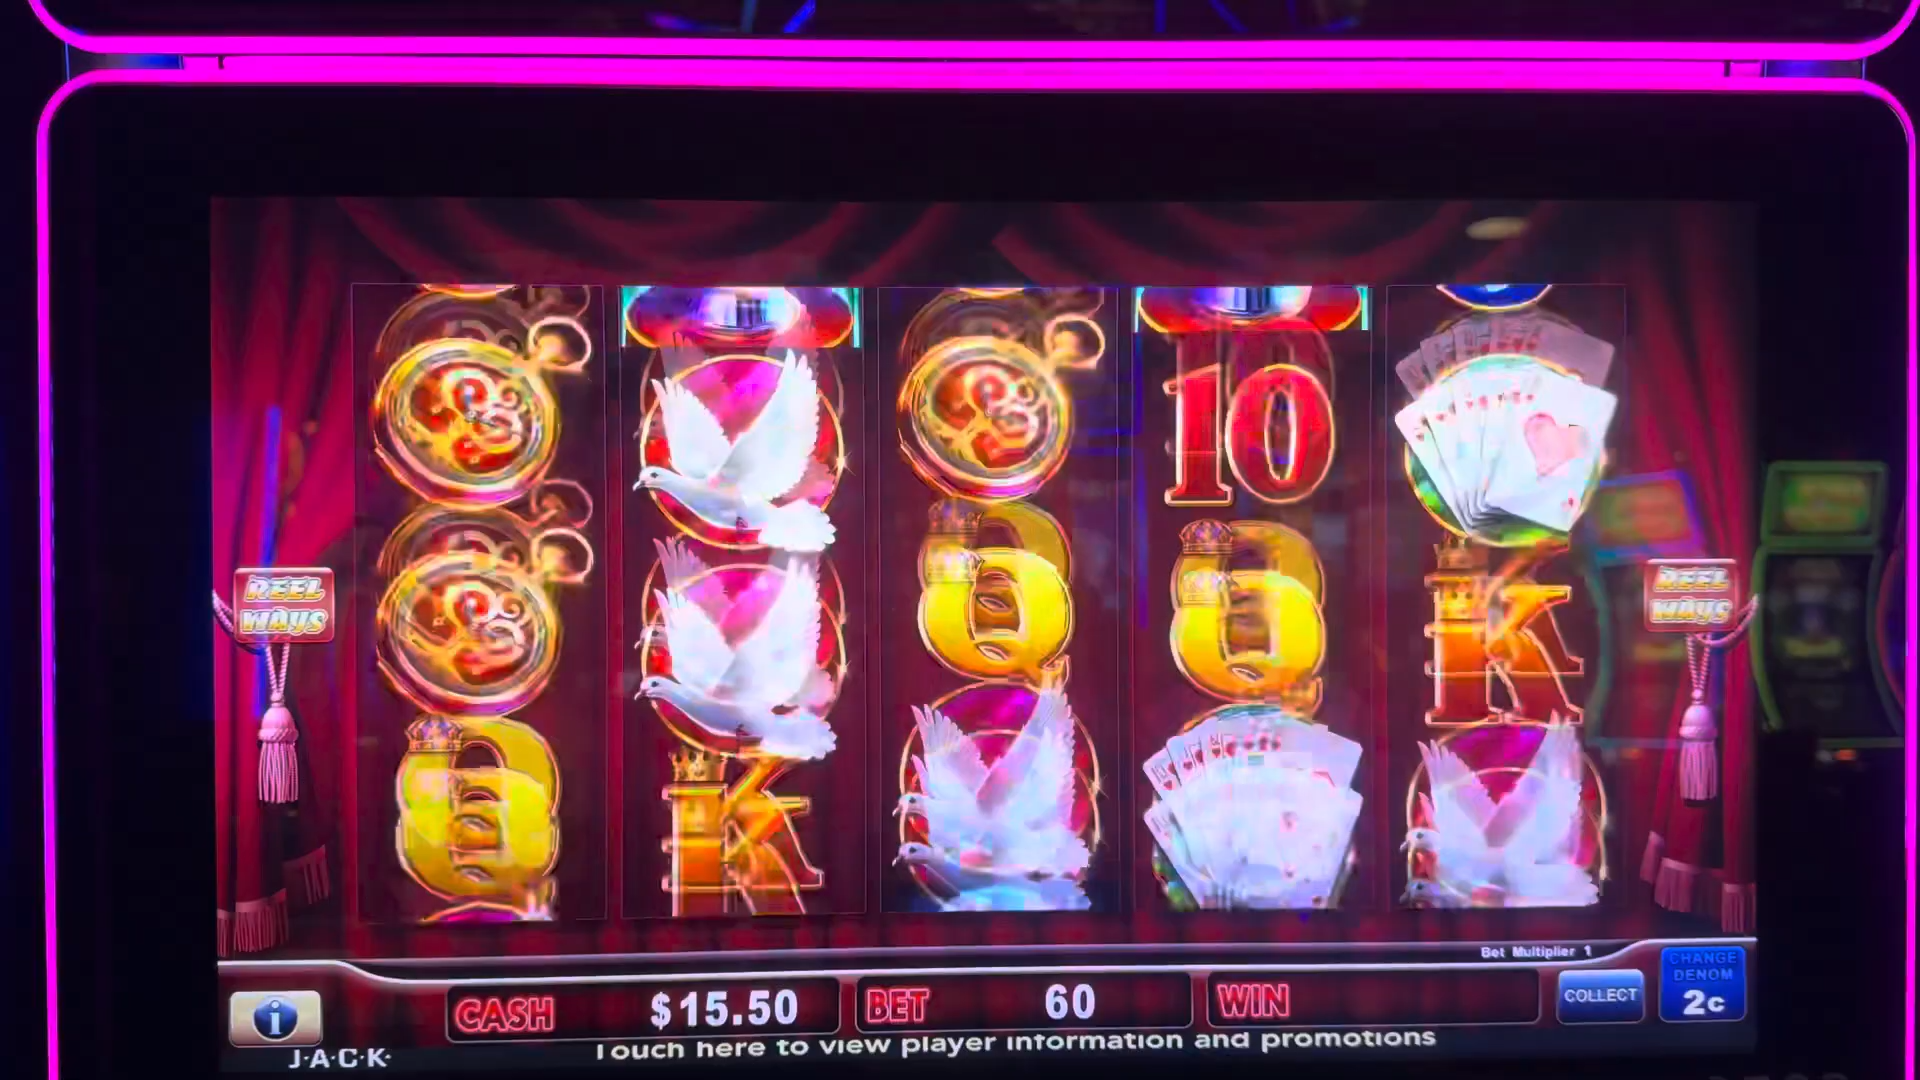 10
Q
Q
K
REEL
WAYS
REEL
WAYS
Q
K
Bet Multiplier 1
CASH $15.50 BET 60 WIN
COLLECT
CHANGE
DENOM
2c
i
J·A·C·K·
Touch here to view player information and promotions